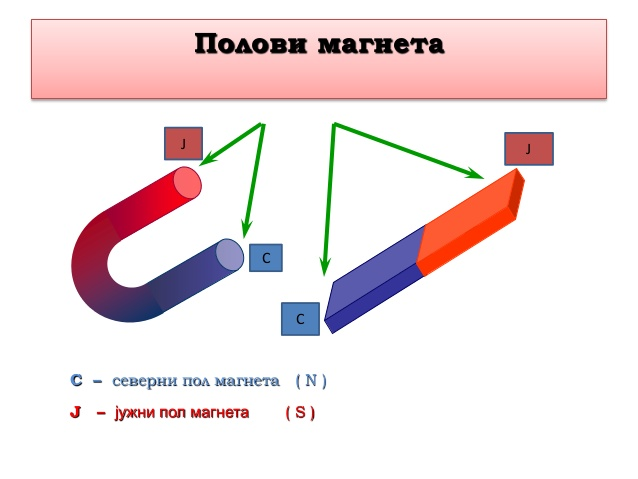 Полови магнета
J
J
C
C
C – северни пол магнета ( N )
J – јужни пол магнета ( S )